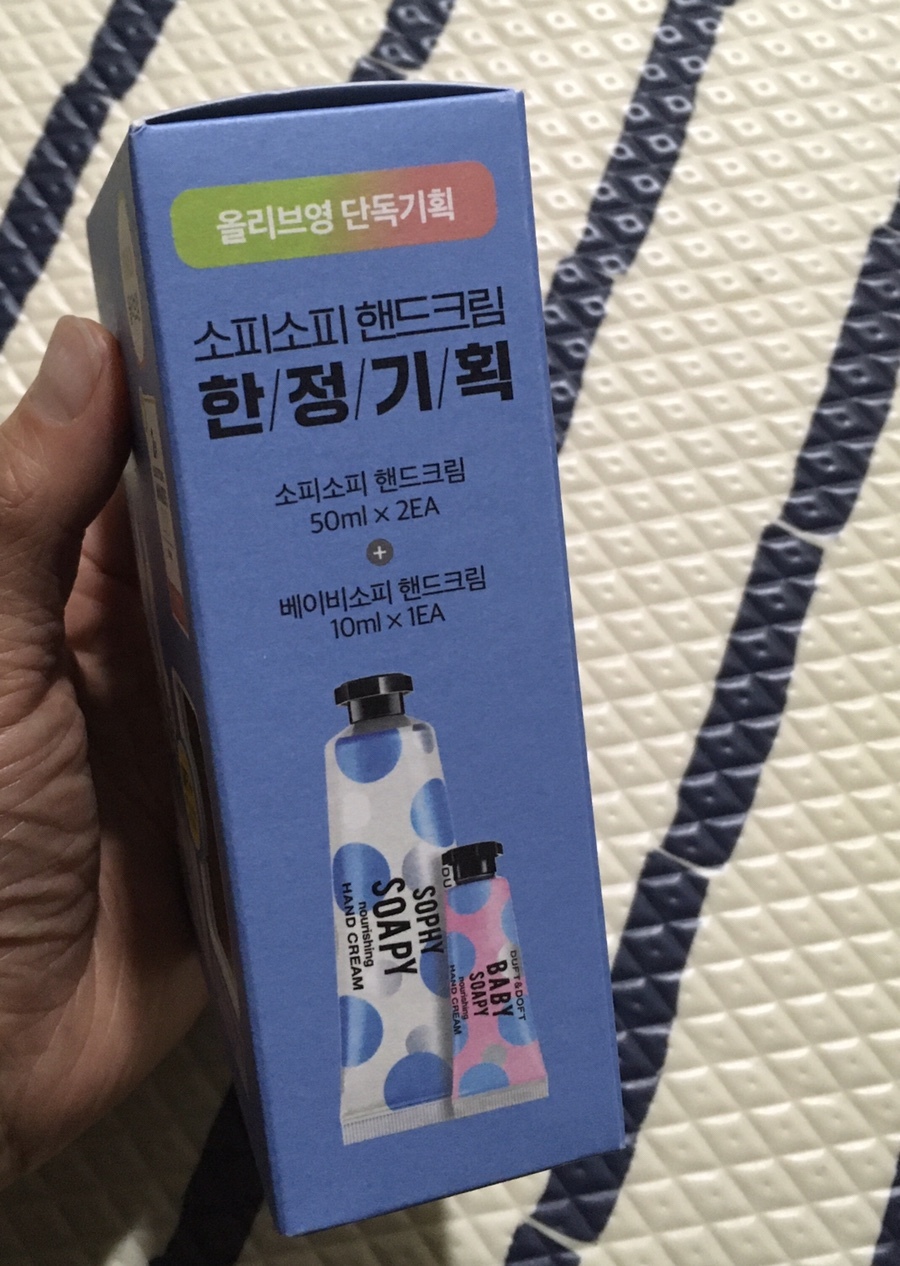 올리브영 단독기획
소피소피 핸드크림
한/정/기/획
소피소피 핸드크림
50ml × 2EA
+
베이비소피 핸드크림
10ml × 1EA
SOPHY
SOAPY
nourishing
HAND CREAM
DU
DUFT&DOFT
BABY
SOAPY
nourishing
HAND CREAM